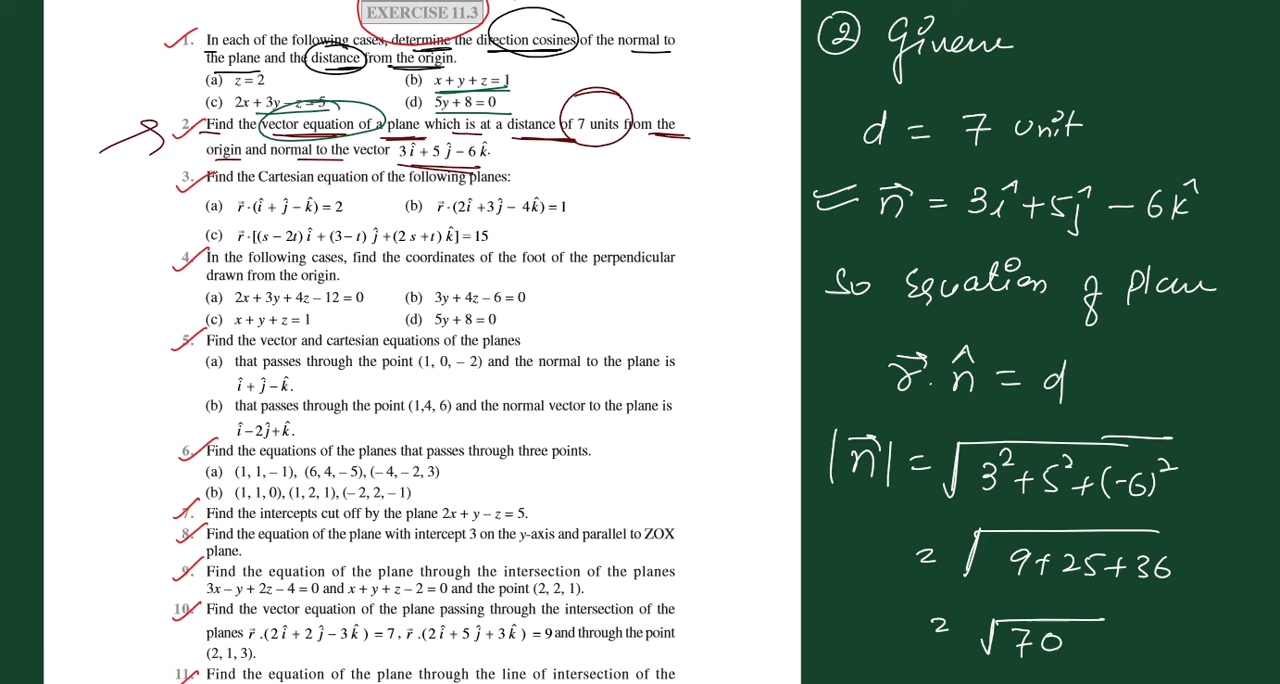 EXERCISE 11.3
1. In each of the following cases, determine the direction cosines of the normal to
the plane and the distance from the origin.
(a) z = 2 (b) x + y + z = 1
(c) 2x + 3y – z = 5 (d) 5y + 8 = 0
2. Find the vector equation of a plane which is at a distance of 7 units from the
origin and normal to the vector 3 î + 5 ĵ − 6 k̂.
3. Find the Cartesian equation of the following planes:
(a) r⃗ ⋅ (î + ĵ − k̂) = 2 (b) r⃗ ⋅ (2î + 3ĵ − 4k̂) = 1
(c) r⃗ ⋅ [(s − 2t) î + (3 − t) ĵ + (2 s + t) k̂] = 15
4. In the following cases, find the coordinates of the foot of the perpendicular
drawn from the origin.
(a) 2x + 3y + 4z – 12 = 0 (b) 3y + 4z – 6 = 0
(c) x + y + z = 1 (d) 5y + 8 = 0
5. Find the vector and cartesian equations of the planes
(a) that passes through the point (1, 0, – 2) and the normal to the plane is
î + ĵ − k̂.
(b) that passes through the point (1,4, 6) and the normal vector to the plane is
î − 2ĵ + k̂.
6. Find the equations of the planes that passes through three points.
(a) (1, 1, – 1), (6, 4, – 5), (– 4, – 2, 3)
(b) (1, 1, 0), (1, 2, 1), (– 2, 2, – 1)
7. Find the intercepts cut off by the plane 2x + y – z = 5.
8. Find the equation of the plane with intercept 3 on the y-axis and parallel to ZOX
plane.
9. Find the equation of the plane through the intersection of the planes
3x – y + 2z – 4 = 0 and x + y + z – 2 = 0 and the point (2, 2, 1).
10. Find the vector equation of the plane passing through the intersection of the
planes r⃗ .(2 î + 2 ĵ − 3 k̂ ) = 7 , r⃗ .(2 î + 5 ĵ + 3 k̂ ) = 9 and through the point
(2, 1, 3).
11. Find the equation of the plane through the line of intersection of the
② Given
d = 7 unit
n⃗ = 3î + 5ĵ − 6k̂
So Equation of plane
r⃗ . n̂ = d
|n⃗| = √3² + 5² + (-6)²
= √9 + 25 + 36
= √70